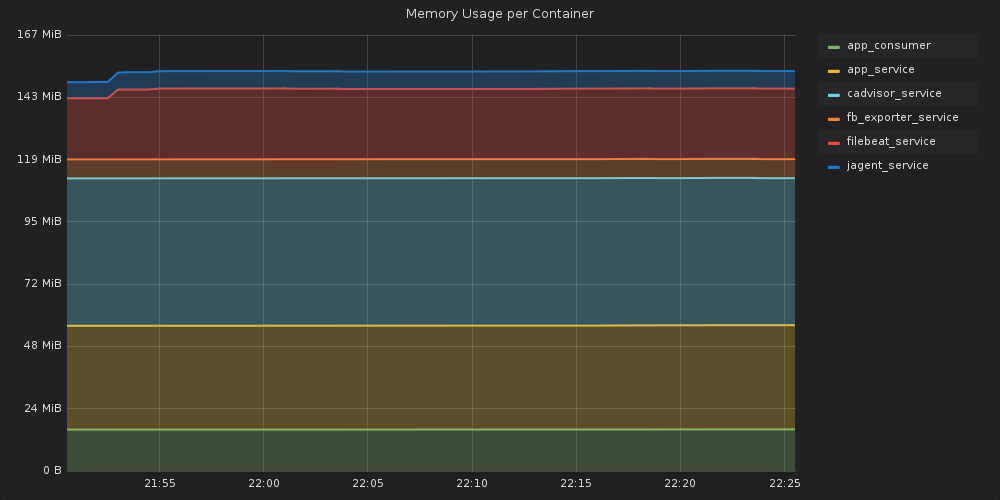 Memory Usage per Container
167 MiB
143 MiB
119 MiB
95 MiB
72 MiB
48 MiB
24 MiB
0 B
21:55 22:00 22:05 22:10 22:15 22:20 22:25
app_consumer
app_service
cadvisor_service
fb_exporter_service
filebeat_service
jagent_service